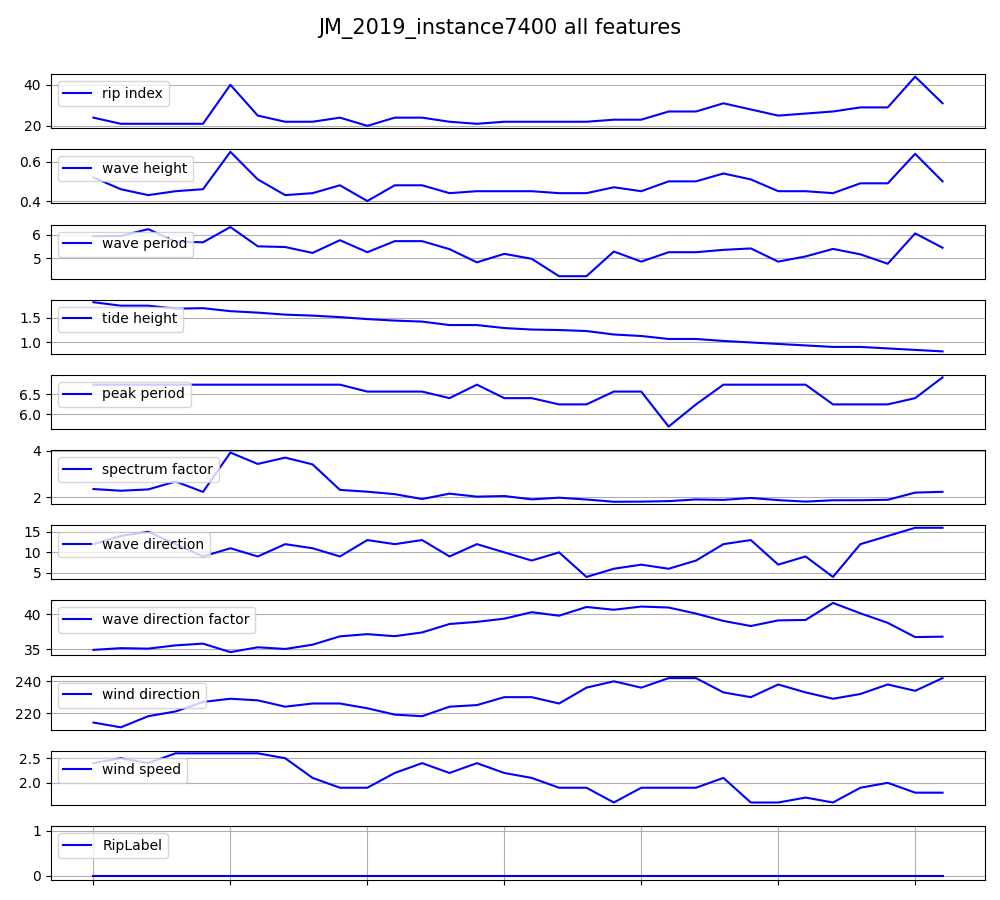 JM_2019_instance7400 all features
40
20
rip index
0.6
0.4
wave height
6
5
wave period
1.5
1.0
tide height
6.5
6.0
peak period
4
2
spectrum factor
15
10
5
wave direction
40
35
wave direction factor
240
220
wind direction
2.5
2.0
wind speed
1
0
RipLabel